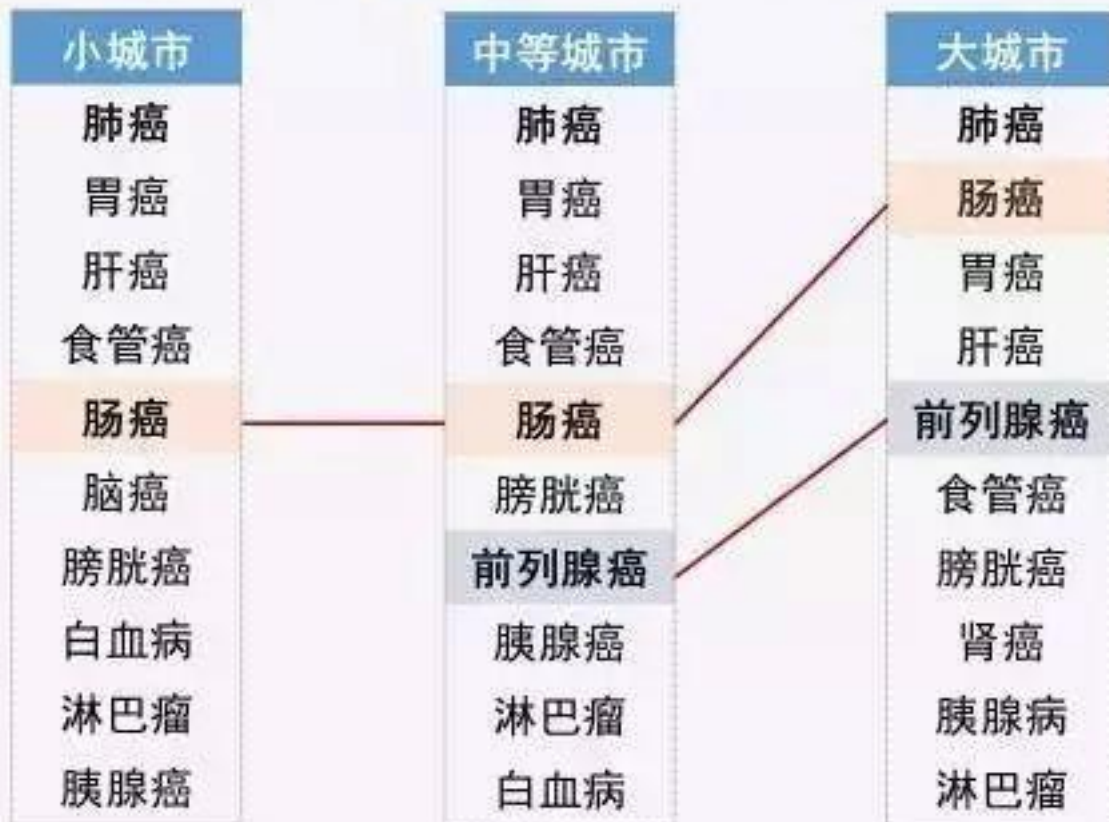 小城市
肺癌
胃癌
肝癌
食管癌
肠癌
脑癌
膀胱癌
白血病
淋巴瘤
胰腺癌
中等城市
肺癌
胃癌
肝癌
食管癌
肠癌
膀胱癌
前列腺癌
胰腺癌
淋巴瘤
白血病
大城市
肺癌
肠癌
胃癌
肝癌
前列腺癌
食管癌
膀胱癌
肾癌
胰腺病
淋巴瘤